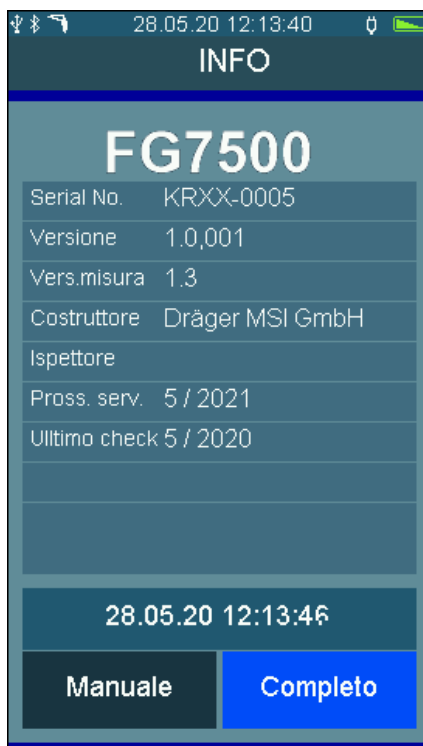 28.05.20 12:13:40
INFO
FG7500
Serial No. KRXX-0005
Versione 1.0,001
Vers.misura 1.3
Costruttore Dräger MSI GmbH
Ispettore
Pross. serv. 5 / 2021
Ulltimo check 5 / 2020
28.05.20 12:13:46
Manuale Completo